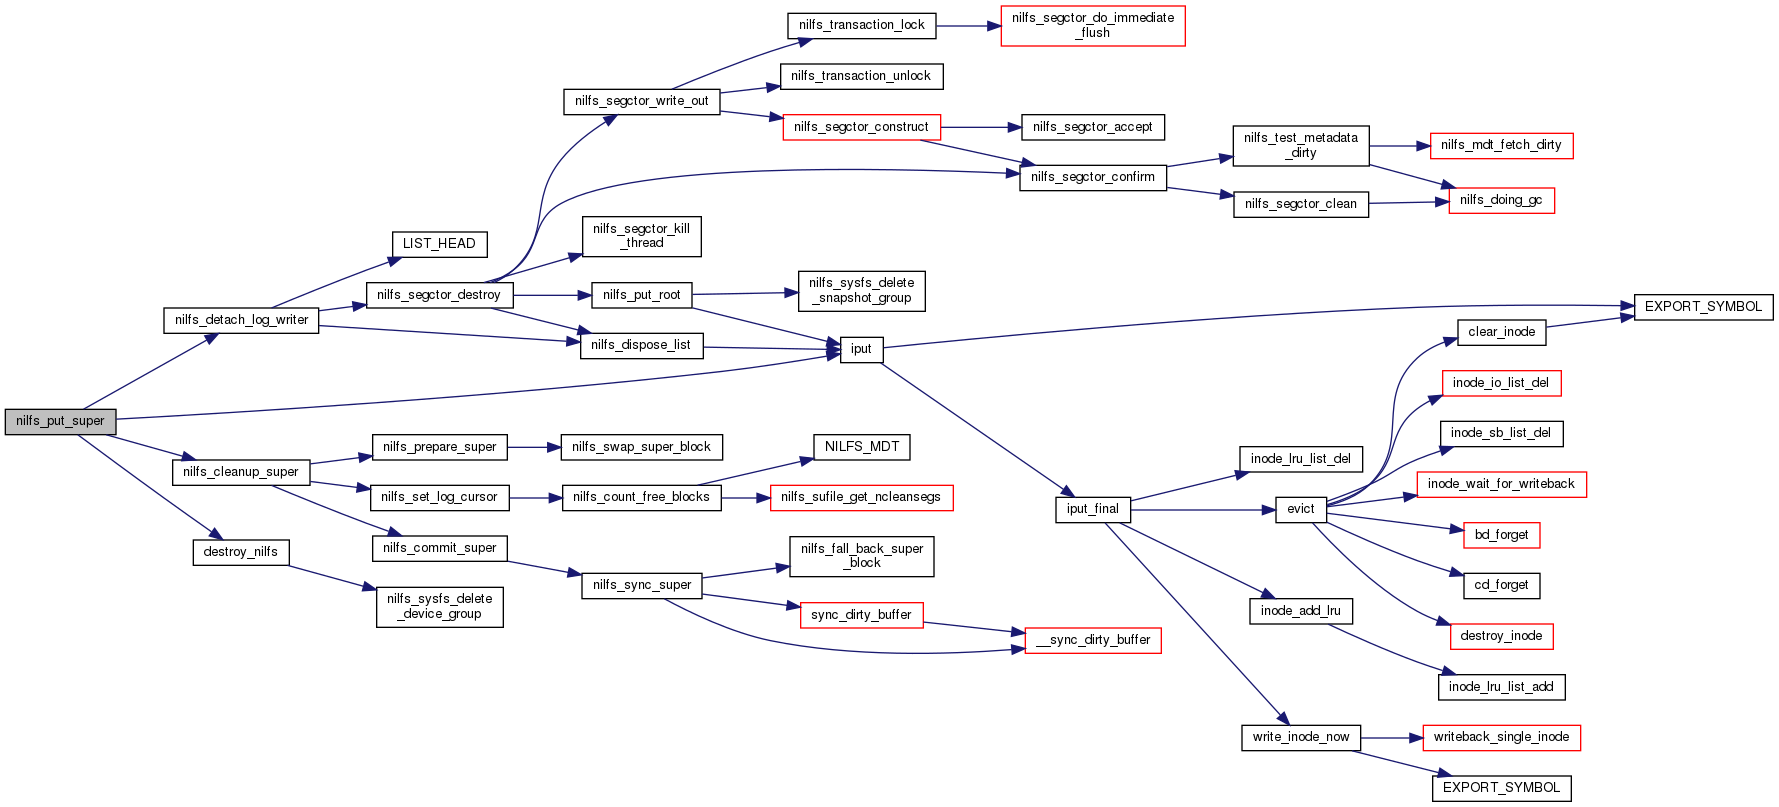 nilfs_transaction_lock
nilfs_segctor_do_immediate
_flush
nilfs_transaction_unlock
nilfs_segctor_write_out
nilfs_segctor_construct
nilfs_segctor_accept
nilfs_test_metadata
_dirty
nilfs_mdt_fetch_dirty
nilfs_segctor_confirm
nilfs_segctor_clean
nilfs_doing_gc
nilfs_segctor_kill
_thread
LIST_HEAD
nilfs_segctor_destroy
nilfs_put_root
nilfs_sysfs_delete
_snapshot_group
EXPORT_SYMBOL
nilfs_detach_log_writer
nilfs_dispose_list
iput
clear_inode
inode_io_list_del
nilfs_put_super
inode_sb_list_del
nilfs_prepare_super
nilfs_swap_super_block
NILFS_MDT
inode_lru_list_del
nilfs_cleanup_super
inode_wait_for_writeback
nilfs_set_log_cursor
nilfs_count_free_blocks
nilfs_sufile_get_ncleansegs
iput_final
evict
bd_forget
destroy_nilfs
nilfs_commit_super
nilfs_fall_back_super
_block
nilfs_sync_super
cd_forget
nilfs_sysfs_delete
_device_group
sync_dirty_buffer
inode_add_lru
__sync_dirty_buffer
destroy_inode
inode_lru_list_add
write_inode_now
writeback_single_inode
EXPORT_SYMBOL